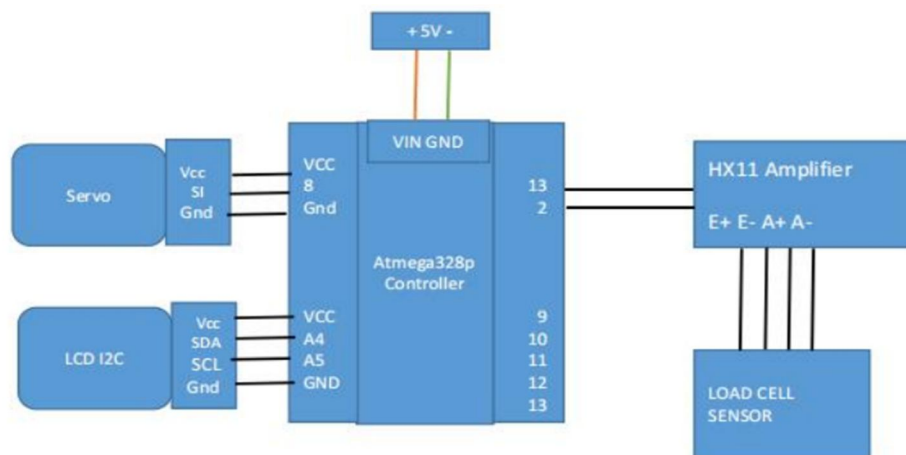 + 5V -
VIN GND
Servo
Vcc
SI
Gnd
VCC
8
Gnd
13
2
HX11 Amplifier
E+ E- A+ A-
Atmega328p
Controller
LCD I2C
Vcc
SDA
SCL
Gnd
VCC
A4
A5
GND
9
10
11
12
13
LOAD CELL
SENSOR